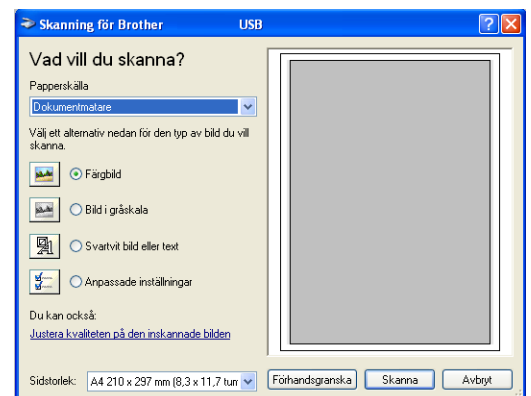 Skanning för Brother USB
Vad vill du skanna?
Papperskälla
Dokumentmatare
Välj ett alternativ nedan för den typ av bild du vill
skanna.
Färgbild
Bild i gråskala
Svartvit bild eller text
Anpassade inställningar
Du kan också:
Justera kvaliteten på den inskannade bilden
Sidstorlek: A4 210 x 297 mm (8,3 x 11,7 tum
Förhandsgranska Skanna Avbryt